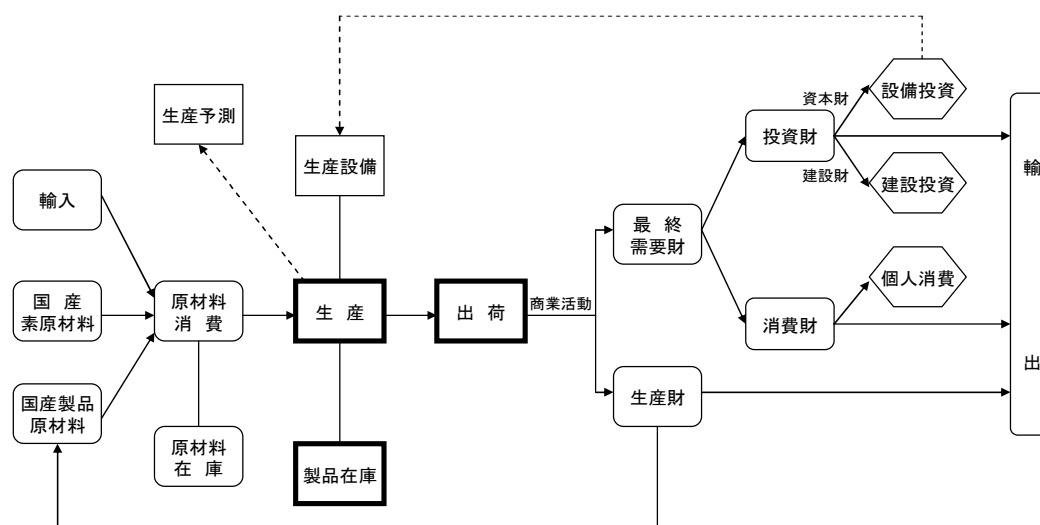 設備投資
資本財
生産予測
投資財
生産設備
建設財
建設投資
輸入
輸
最 終
需要財
個人消費
国 産
素原材料
原材料
消 費
生 産
出 荷
商業活動
消費財
出
国産製品
原材料
生産財
原材料
在 庫
製品在庫